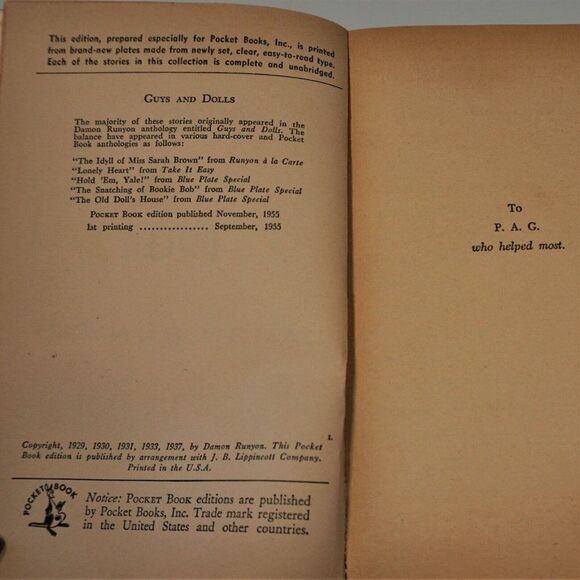 This edition, prepared especially for Pocket Books, Inc., is printed
from brand-new plates made from newly set, clear, easy-to-read type.
Each of the stories in this collection is complete and unabridged.
GUYS AND DOLLS
The majority of these stories originally appeared in the
Damon Runyon anthology entitled Guys and Dolls. The
balance have appeared in various hard-cover and Pocket
Book anthologies as follows:
"The Idyll of Miss Sarah Brown" from Runyon à la Carte
"Lonely Heart" from Take It Easy
"Hold 'Em, Yale!" from Blue Plate Special
"The Snatching of Bookie Bob" from Blue Plate Special
"The Old Doll's House" from Blue Plate Special
POCKET BOOK edition published November, 1955
1st printing ................. September, 1955
L
Copyright, 1929, 1930, 1931, 1933, 1937, by Damon Runyon. This Pocket
Book edition is published by arrangement with J. B. Lippincott Company.
Printed in the U.S.A.
POCKET BOOK
Notice: POCKET BOOK editions are published
by Pocket Books, Inc. Trade mark registered
in the United States and other countries.
To
P. A. G.
who helped most.